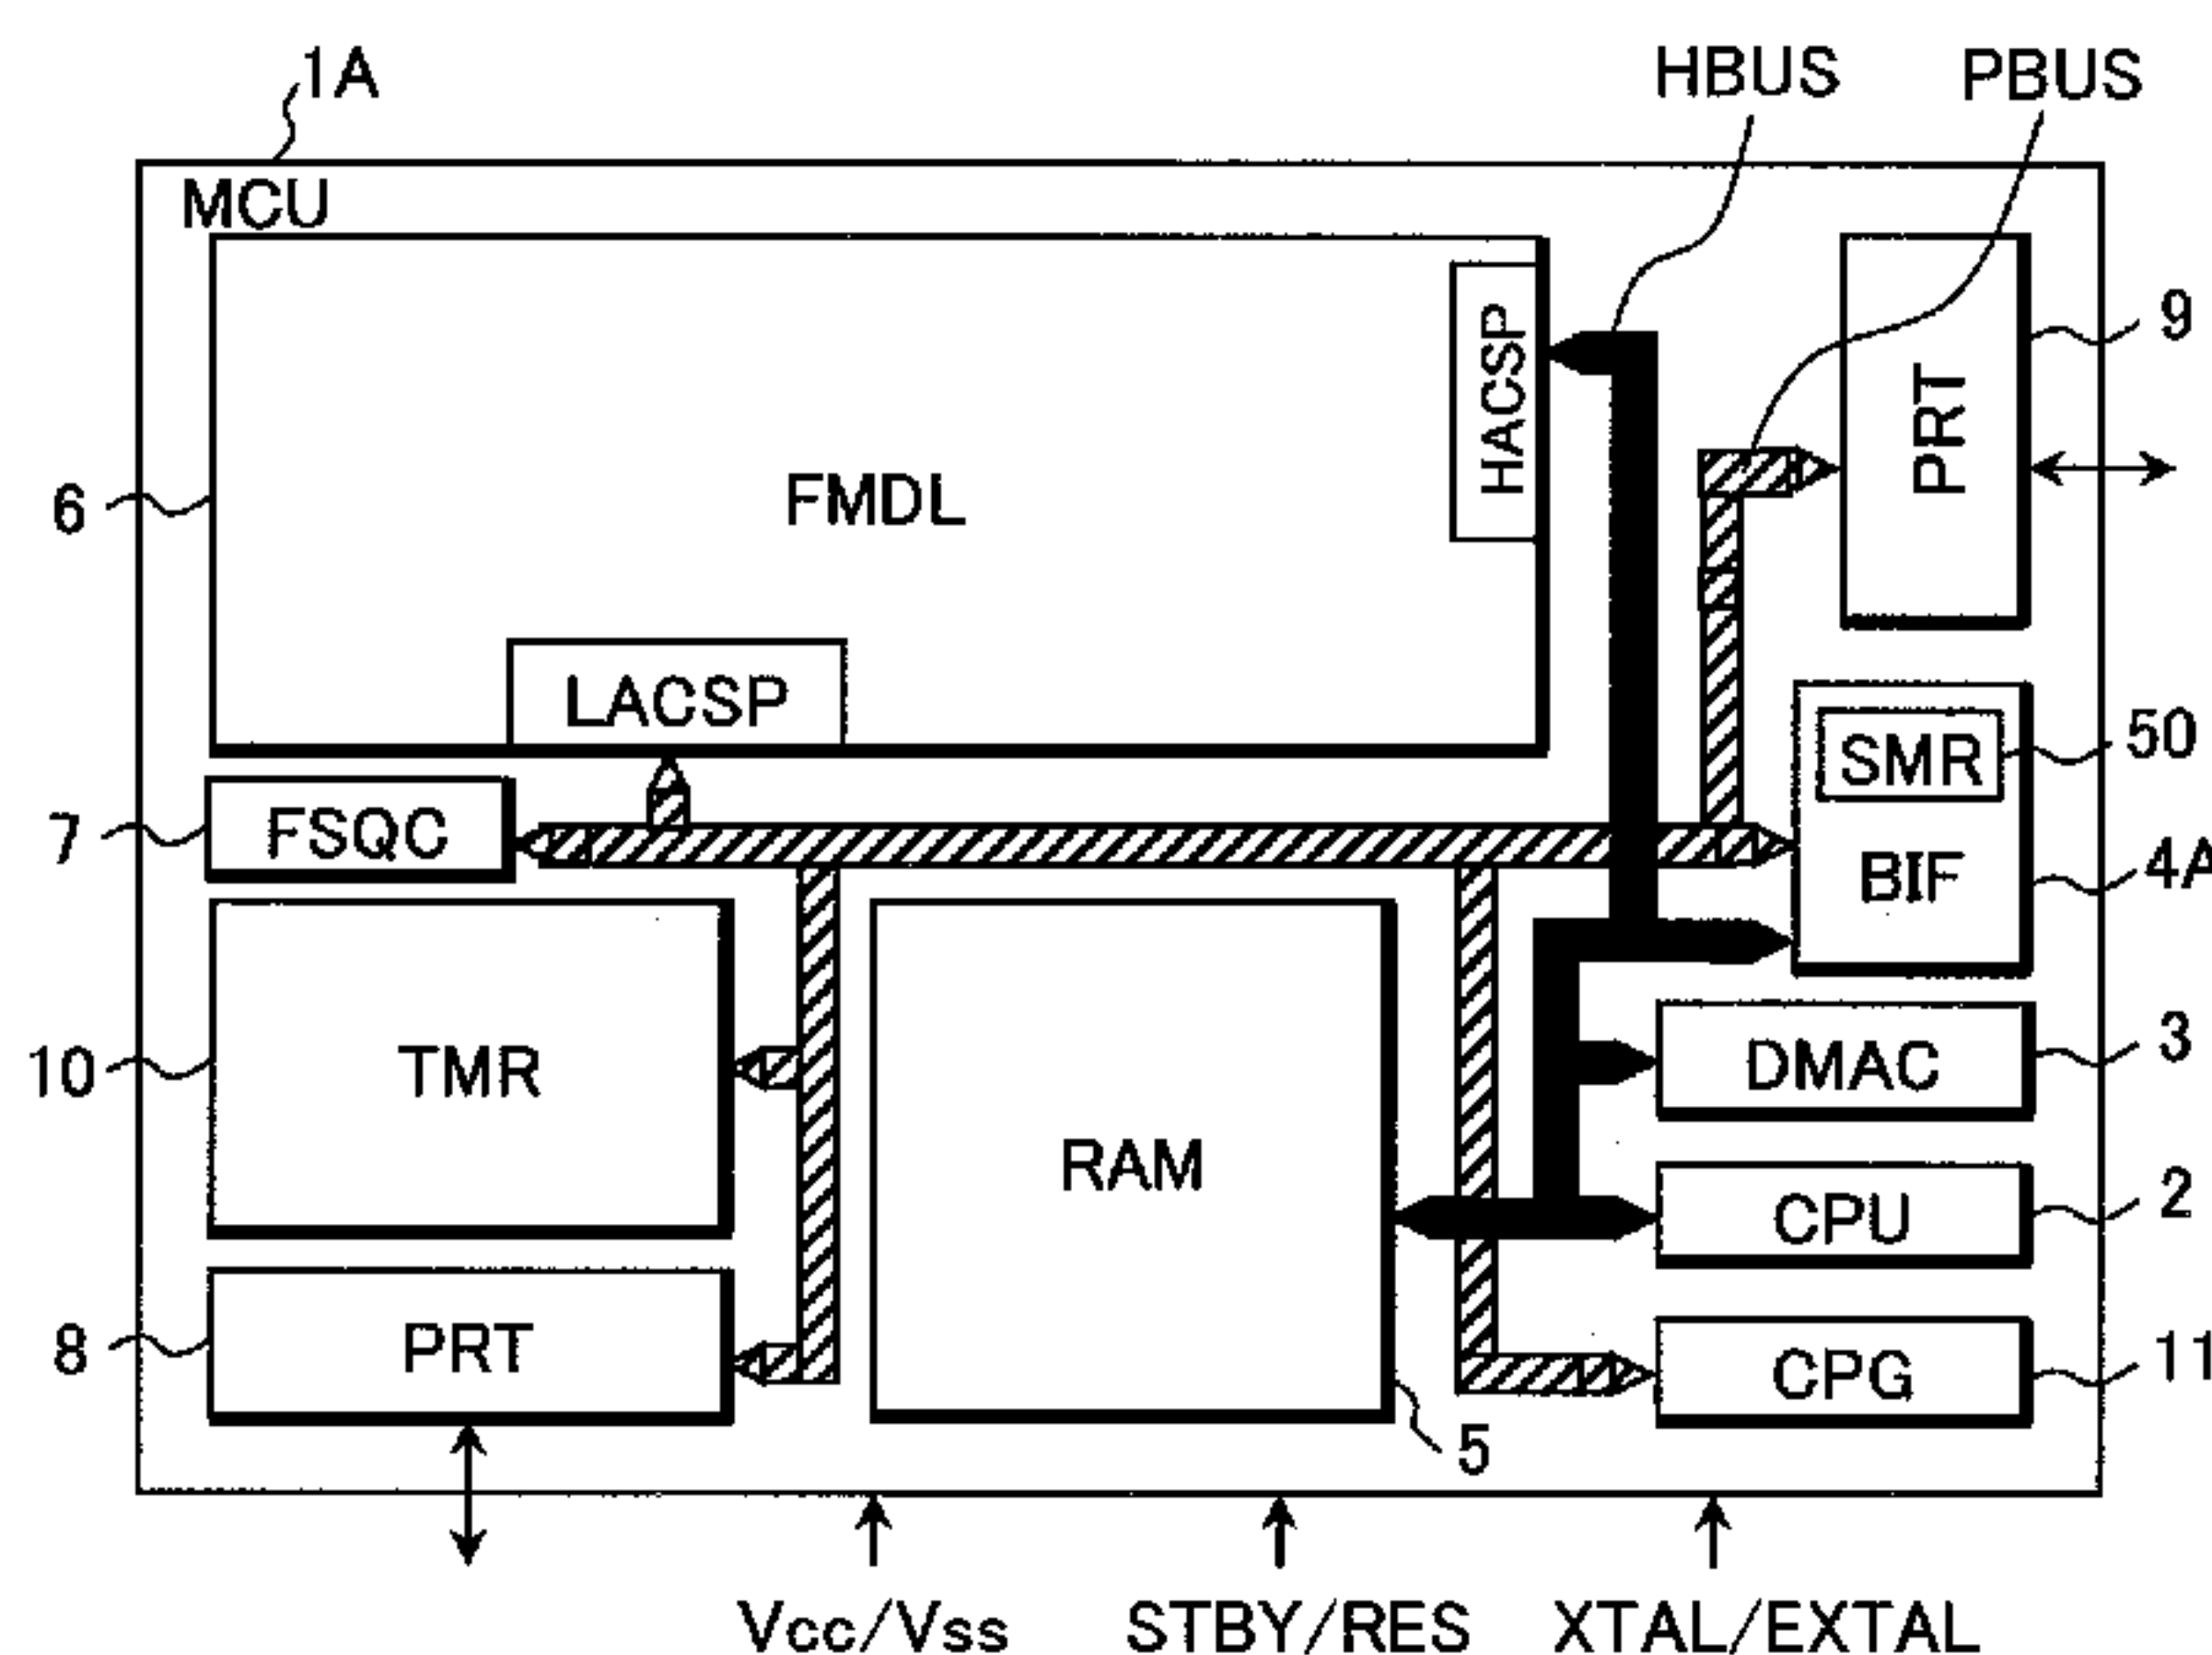 1A
HBUS
PBUS
MCU
HACSP
9
PRT
6
FMDL
LACSP
SMR
50
7
FSQC
BIF
4A
10
TMR
RAM
DMAC
3
CPU
2
8
PRT
5
CPG
11
Vcc/Vss
STBY/RES
XTAL/EXTAL